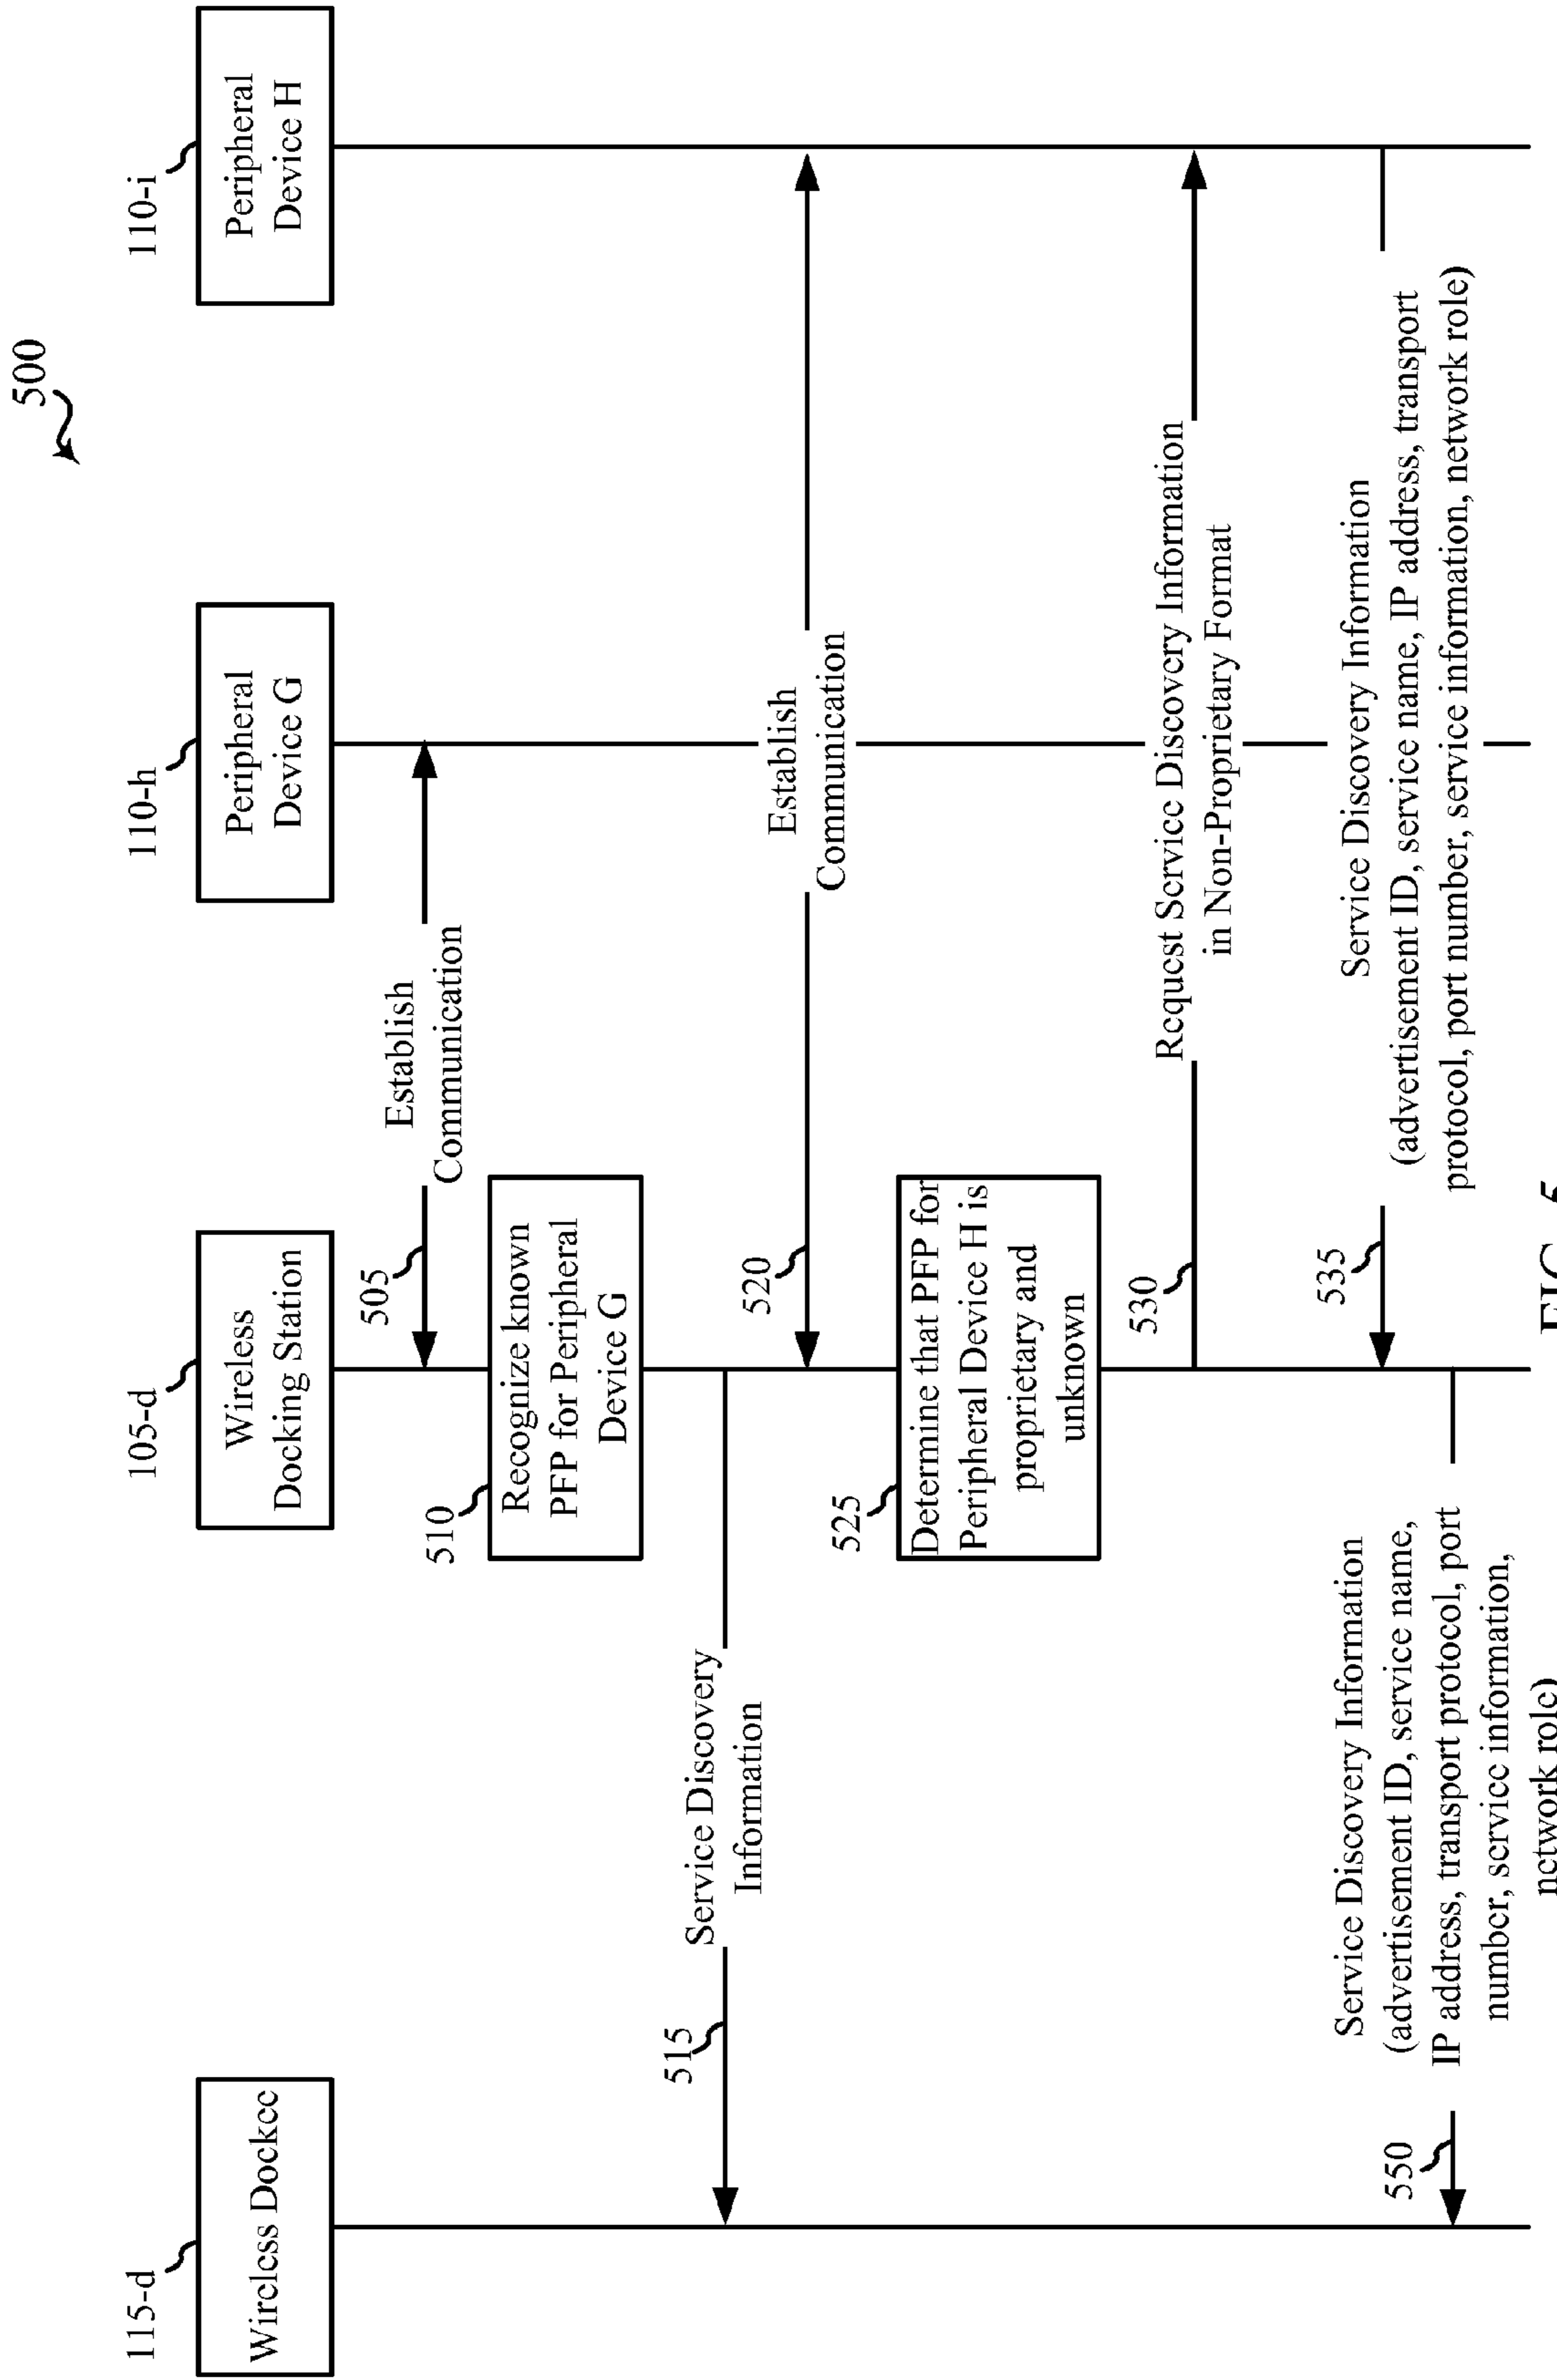 500
115-d
105-d
110-h
110-i
Wireless Dockee
Wireless
Docking Station
Peripheral
Device G
Peripheral
Device H
505
Establish
Communication
510
Recognize known
PFP for Peripheral
Device G
515
Service Discovery
Information
520
Establish
Communication
525
Determine that PFP for
Peripheral Device H is
proprietary and
unknown
530
Request Service Discovery Information
in Non-Proprietary Format
535
Service Discovery Information
(advertisement ID, service name, IP address, transport
protocol, port number, service information, network role)
550
Service Discovery Information
(advertisement ID, service name,
IP address, transport protocol, port
number, service information,
network role)
FIG. 5